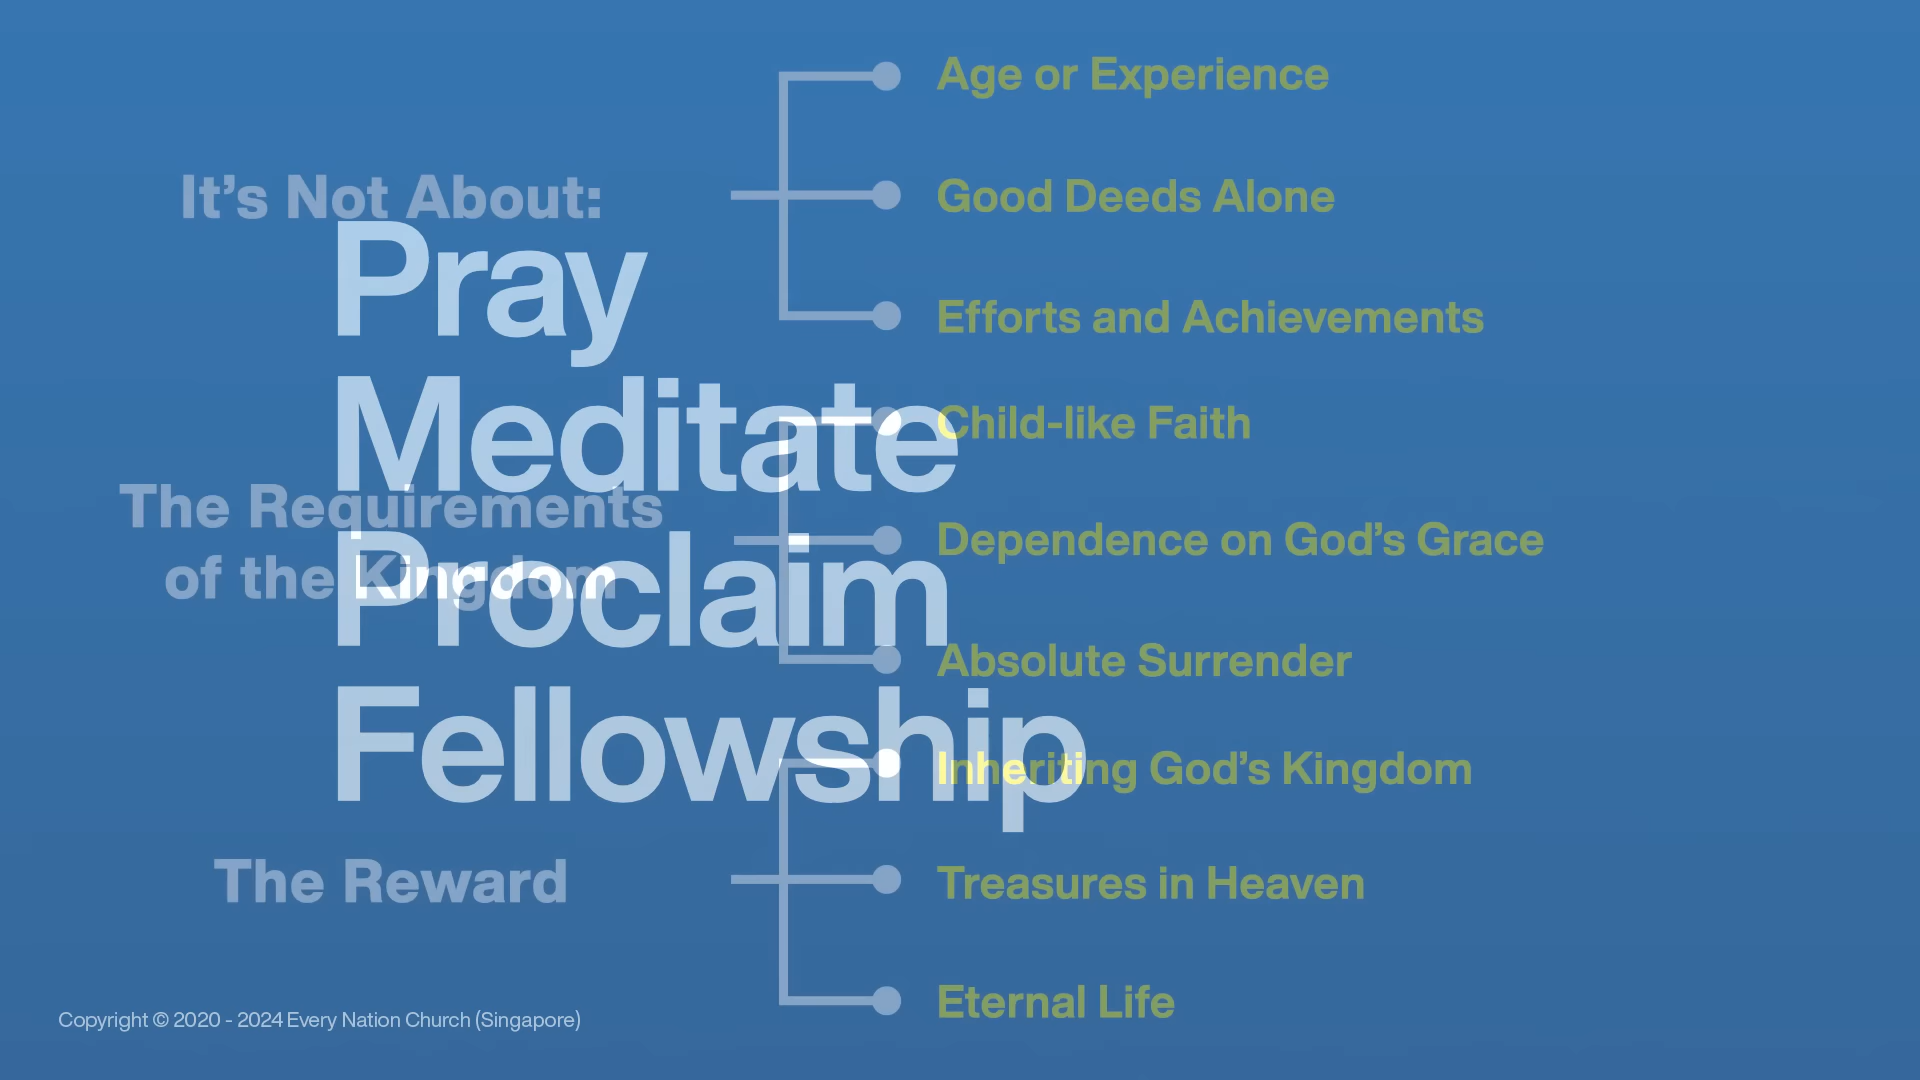 It’s Not About:
Age or Experience
Good Deeds Alone
Efforts and Achievements
The Requirements
of the Kingdom
Child-like Faith
Dependence on God’s Grace
Absolute Surrender
The Reward
Inheriting God’s Kingdom
Treasures in Heaven
Eternal Life
Pray
Meditate
Proclaim
Fellowship
Copyright © 2020 - 2024 Every Nation Church (Singapore)